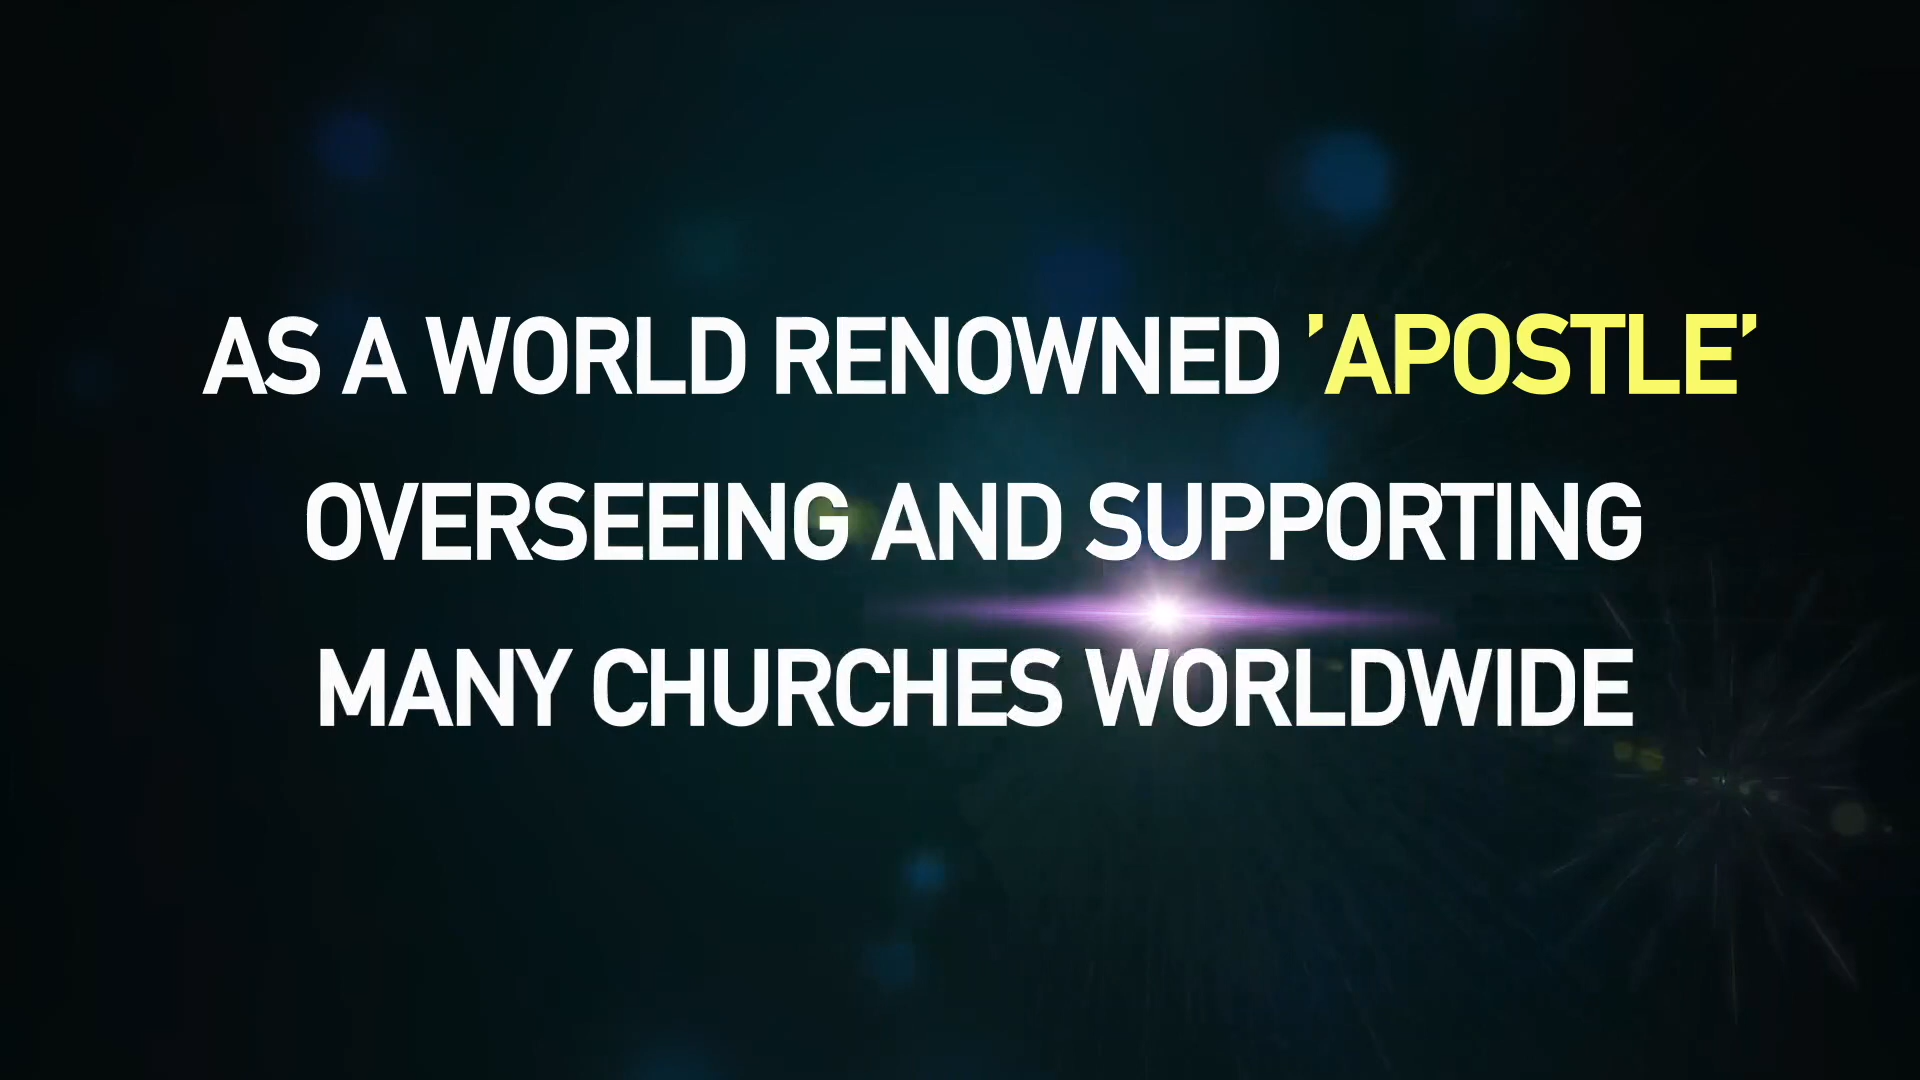 AS A WORLD RENOWNED 'APOSTLE'
OVERSEEING AND SUPPORTING
MANY CHURCHES WORLDWIDE